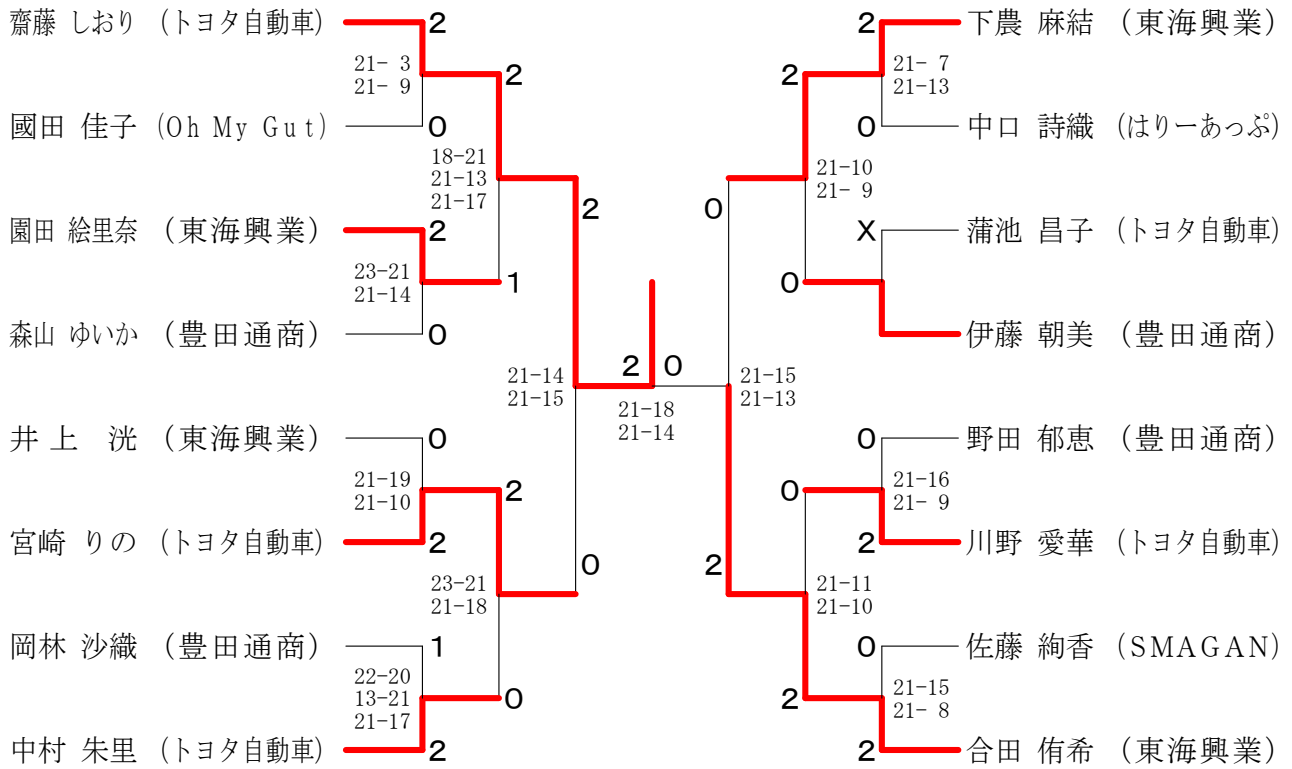 齋藤 しおり (トヨタ自動車) 2
21- 3
21- 9
2
國田 佳子 (Oh My Gut) 0
18-21
21-13
21-17
2
園田 絵里奈 (東海興業) 2
23-21
21-14
1
森山 ゆいか (豊田通商) 0
21-14
21-15
井上 洸 (東海興業) 0
21-19
21-10
2
宮崎 りの (トヨタ自動車) 2
23-21
21-18
0
岡林 沙織 (豊田通商) 1
22-20
13-21
21-17
0
中村 朱里 (トヨタ自動車) 2
2 0
21-18
21-14
2 下農 麻結 (東海興業)
2
21- 7
21-13
0 中口 詩織 (はりーあっぷ)
0
21-10
21- 9
X 蒲池 昌子 (トヨタ自動車)
0
伊藤 朝美 (豊田通商)
21-15
21-13
0 野田 郁恵 (豊田通商)
0
21-16
21- 9
2 川野 愛華 (トヨタ自動車)
2
21-11
21-10
0 佐藤 絢香 (SMAGAN)
2
21-15
21- 8
2 合田 侑希 (東海興業)